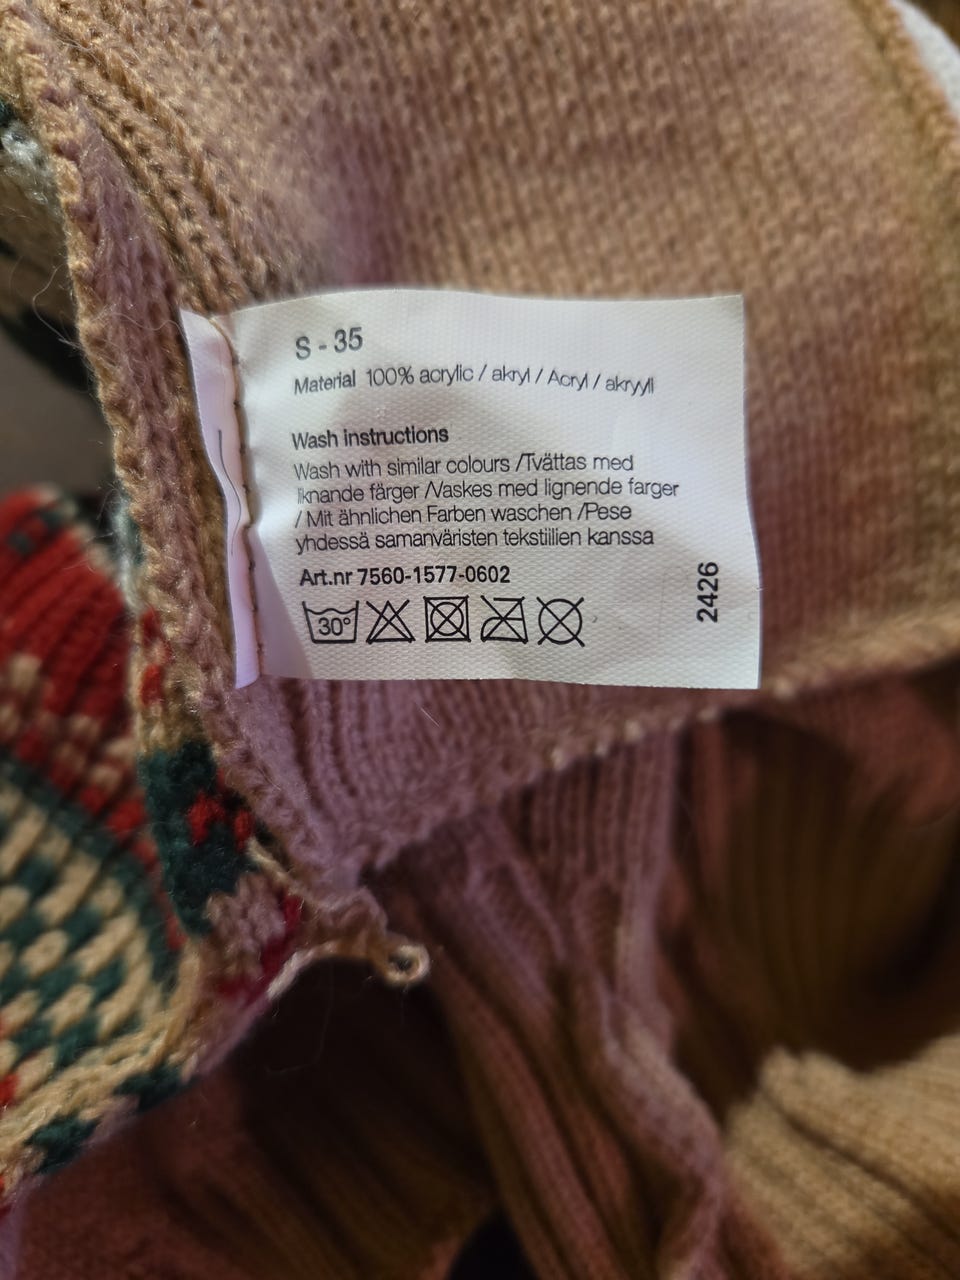 S - 35
Material 100% acrylic / akryl / Acryl / akryyli
Wash instructions
Wash with similar colours /Tvättas med
liknande färger /Vaskes med lignende farger
/ Mit ähnlichen Farben waschen /Pese
yhdessä samanväristen tekstiilien kanssa
Art.nr 7560-1577-0602
30°
2426